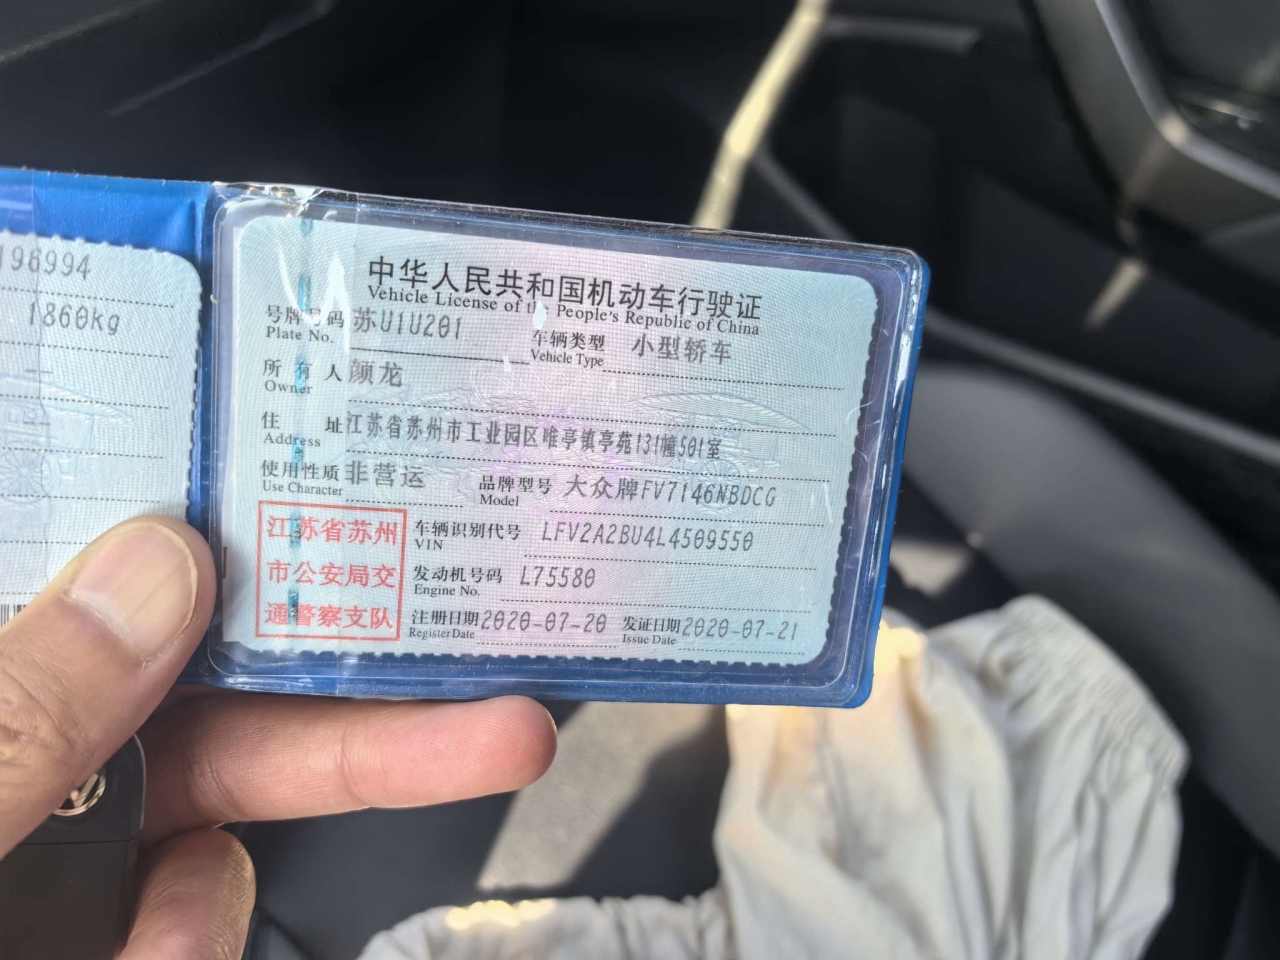 196994
1860kg
--
--
中华人民共和国机动车行驶证
Vehicle License of the People's Republic of China
号牌号码 苏U1U201 车辆类型 小型轿车
Plate No. Vehicle Type
所有人 颜龙
Owner
住址 江苏省苏州市工业园区唯亭镇亭苑131幢501室
Address
使用性质 非营运 品牌型号 大众牌FV7146NBDCG
Use Character Model
江苏省苏州
市公安局交
通警察支队
车辆识别代号 LFV2A2BU4L4509550
VIN
发动机号码 L75580
Engine No.
注册日期 2020-07-20 发证日期 2020-07-21
Register Date Issue Date